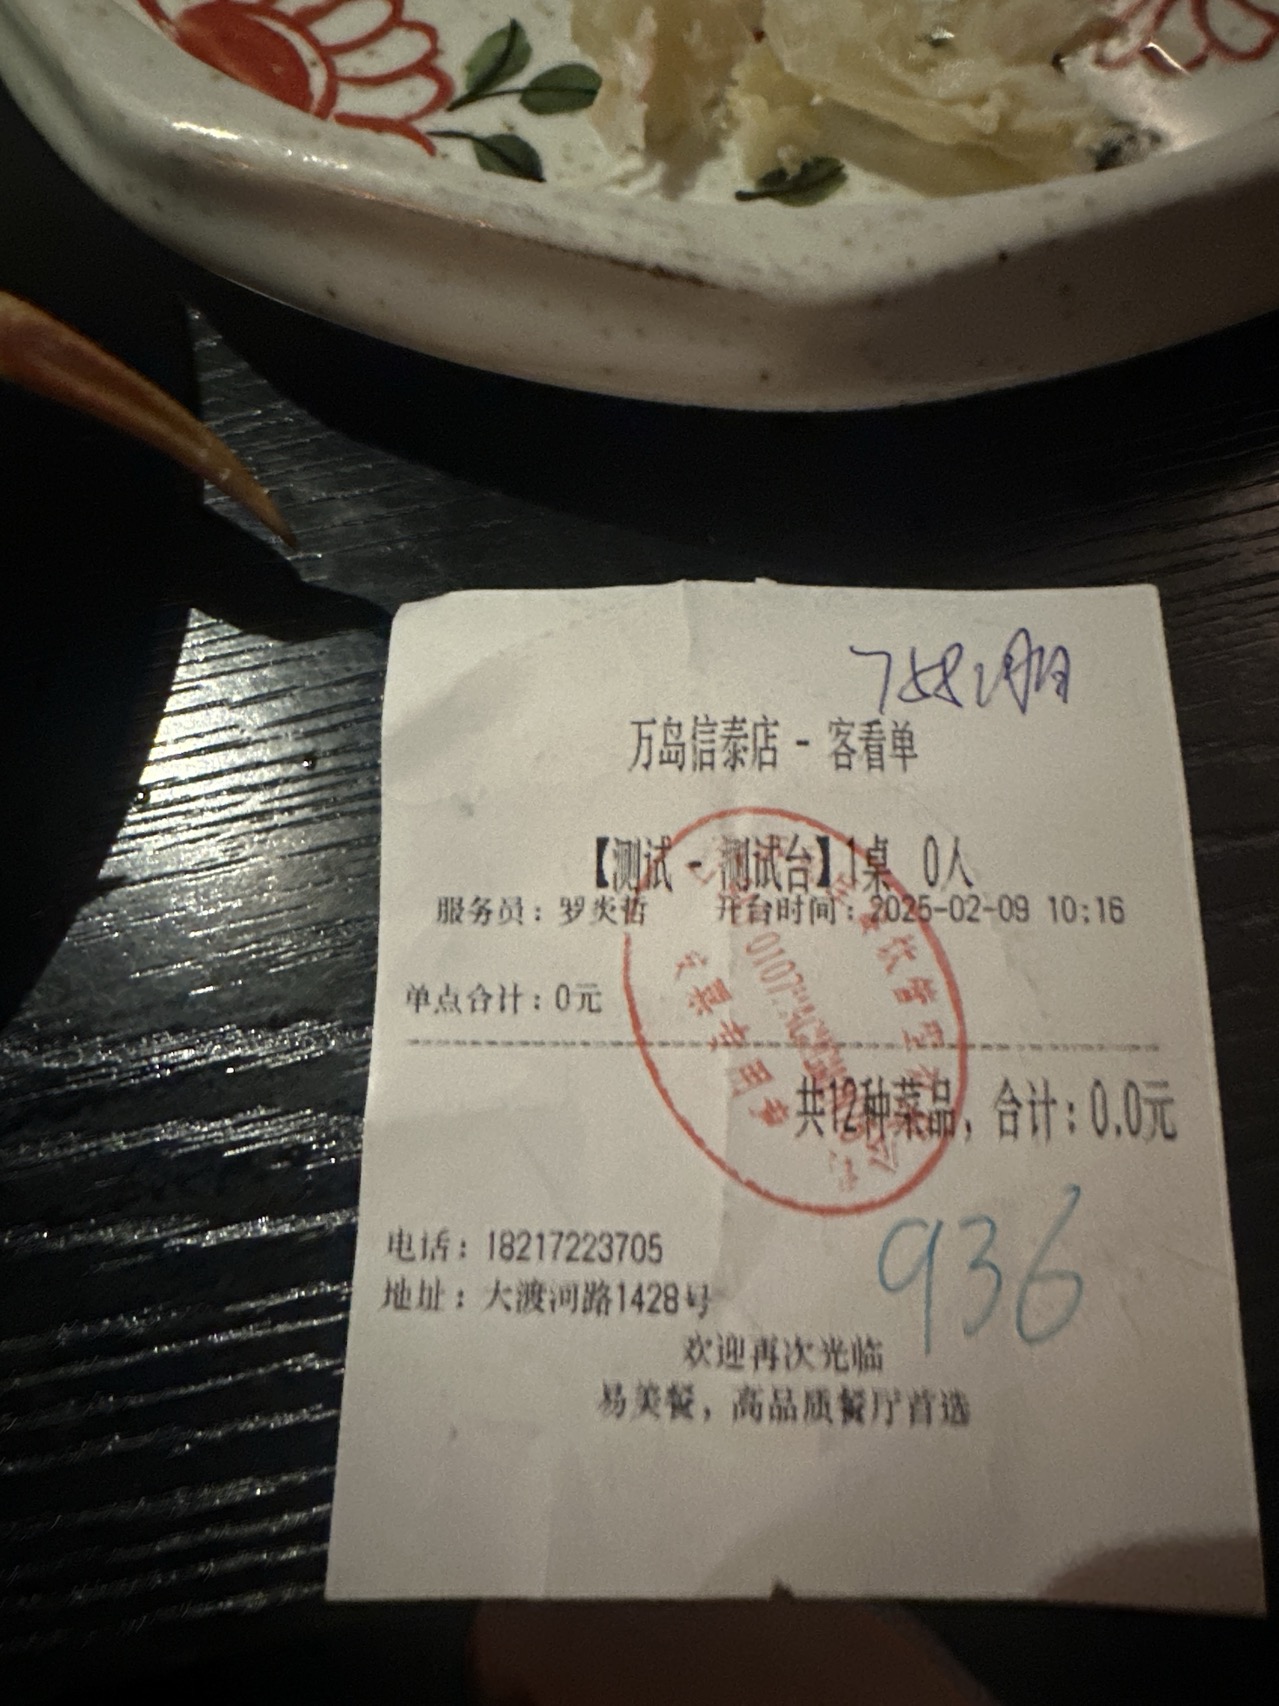 万岛信泰店 - 客看单
【测试 - 测试台】1桌 0人
服务员：罗炎哲 开台时间：2025-02-09 10:16
单点合计：0元
共12种菜品，合计：0.0元
936
电话：18217223705
地址：大渡河路1428号
欢迎再次光临
易美餐，高品质餐厅首选